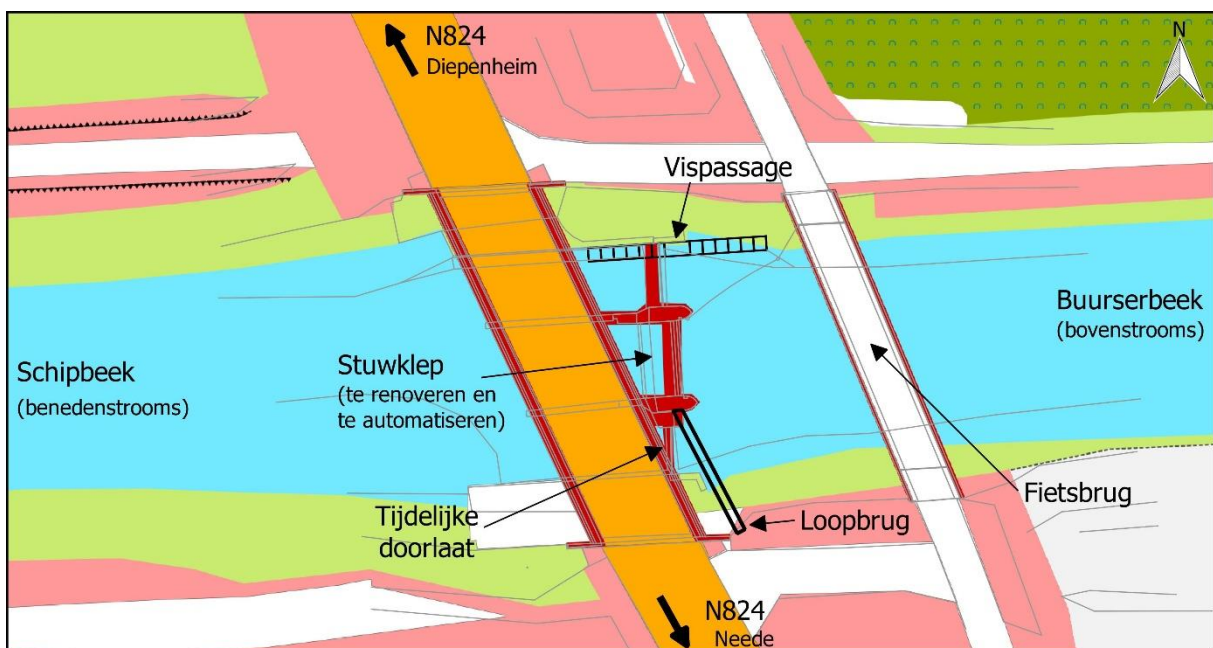 N824
Diepenheim
N
Vispassage
Buurserbeek
(bovenstrooms)
Schipbeek
(benedenstrooms)
Stuwklep
(te renoveren en
te automatiseren)
Tijdelijke
doorlaat
Loopbrug
Fietsbrug
N824
Neede